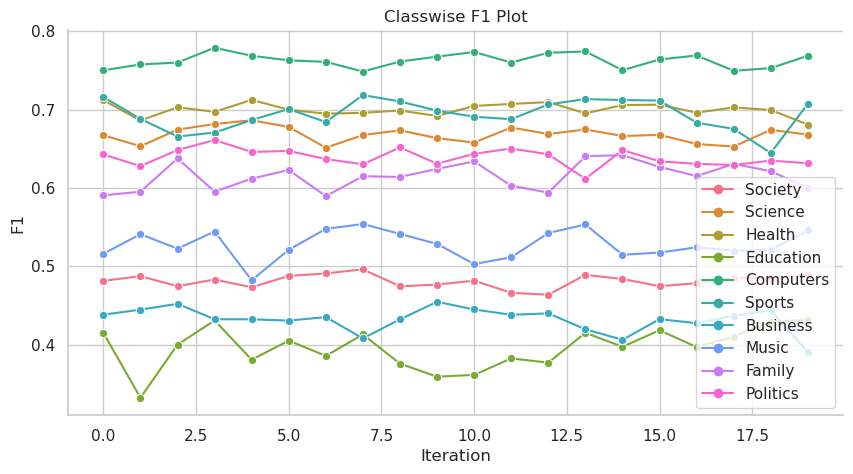 Classwise F1 Plot
0.8
0.7
0.6
0.5
0.4
F1
0.0
2.5
5.0
7.5
10.0
12.5
15.0
17.5
Iteration
Society
Science
Health
Education
Computers
Sports
Business
Music
Family
Politics